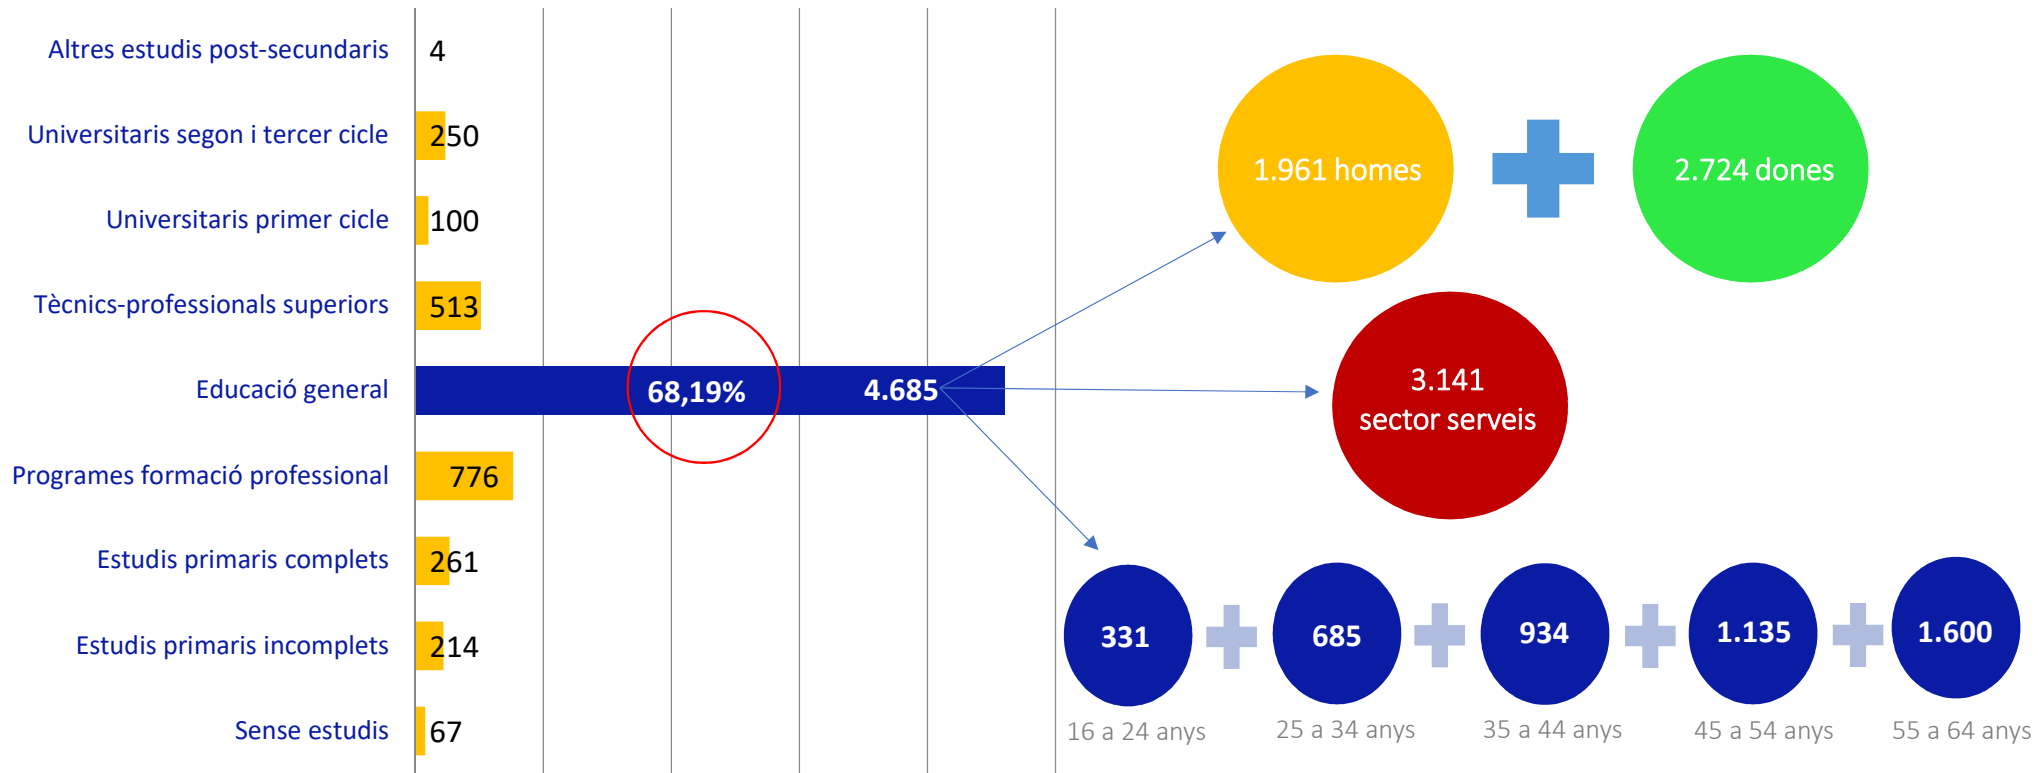 Altres estudis post-secundaris 4
Universitaris segon i tercer cicle 250
Universitaris primer cicle 100
Tècnics-professionals superiors 513
Educació general 68,19% 4.685
Programes formació professional 776
Estudis primaris complets 261
Estudis primaris incomplets 214
Sense estudis 67
1.961 homes
2.724 dones
3.141
sector serveis
331 685 934 1.135 1.600
16 a 24 anys 25 a 34 anys 35 a 44 anys 45 a 54 anys 55 a 64 anys